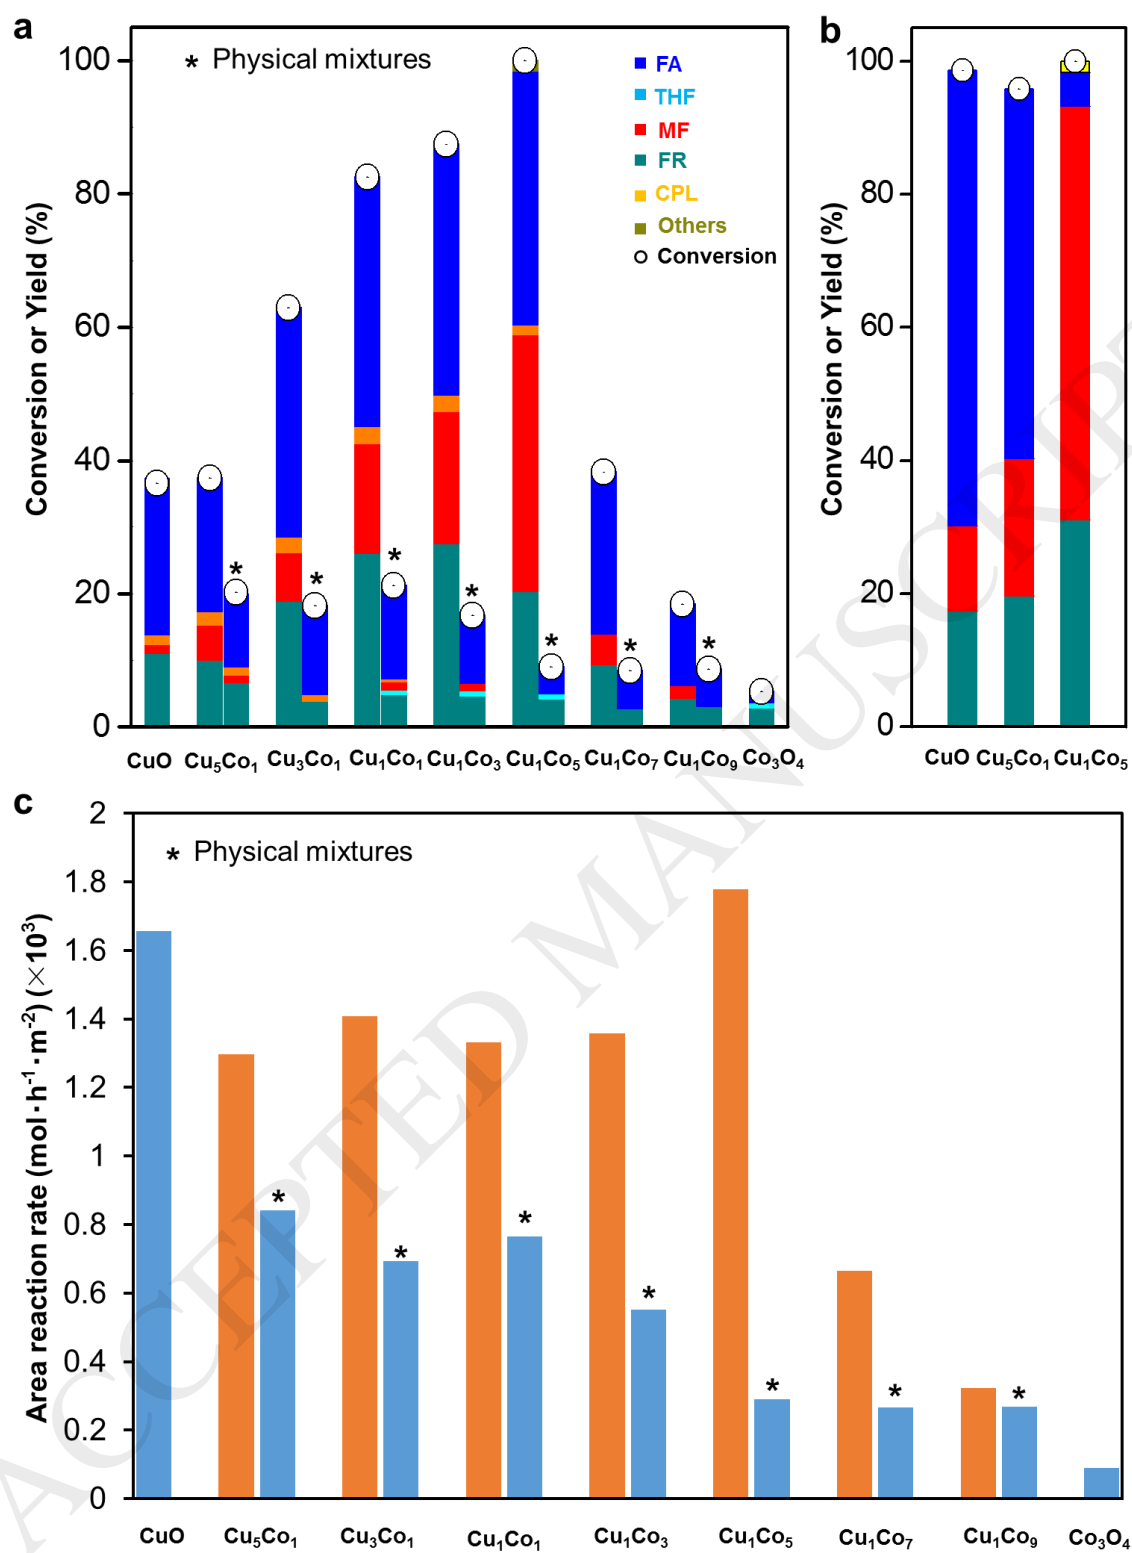 a
* Physical mixtures
FA
THF
MF
FR
CPL
Others
Conversion
Conversion or Yield (%)
100
80
60
40
20
0
* * * * * * *
CuO Cu₅Co₁ Cu₃Co₁ Cu₁Co₁ Cu₁Co₃ Cu₁Co₅ Cu₁Co₇ Cu₁Co₉ Co₃O₄
b
Conversion or Yield (%)
100
80
60
40
20
0
CuO Cu₅Co₁ Cu₁Co₅
c
* Physical mixtures
Area reaction rate (mol·h⁻¹·m⁻²) (×10³)
2
1.8
1.6
1.4
1.2
1
0.8
0.6
0.4
0.2
0
* * * * * * *
CuO Cu₅Co₁ Cu₃Co₁ Cu₁Co₁ Cu₁Co₃ Cu₁Co₅ Cu₁Co₇ Cu₁Co₉ Co₃O₄
ACCEPTED MANUSCRIPT